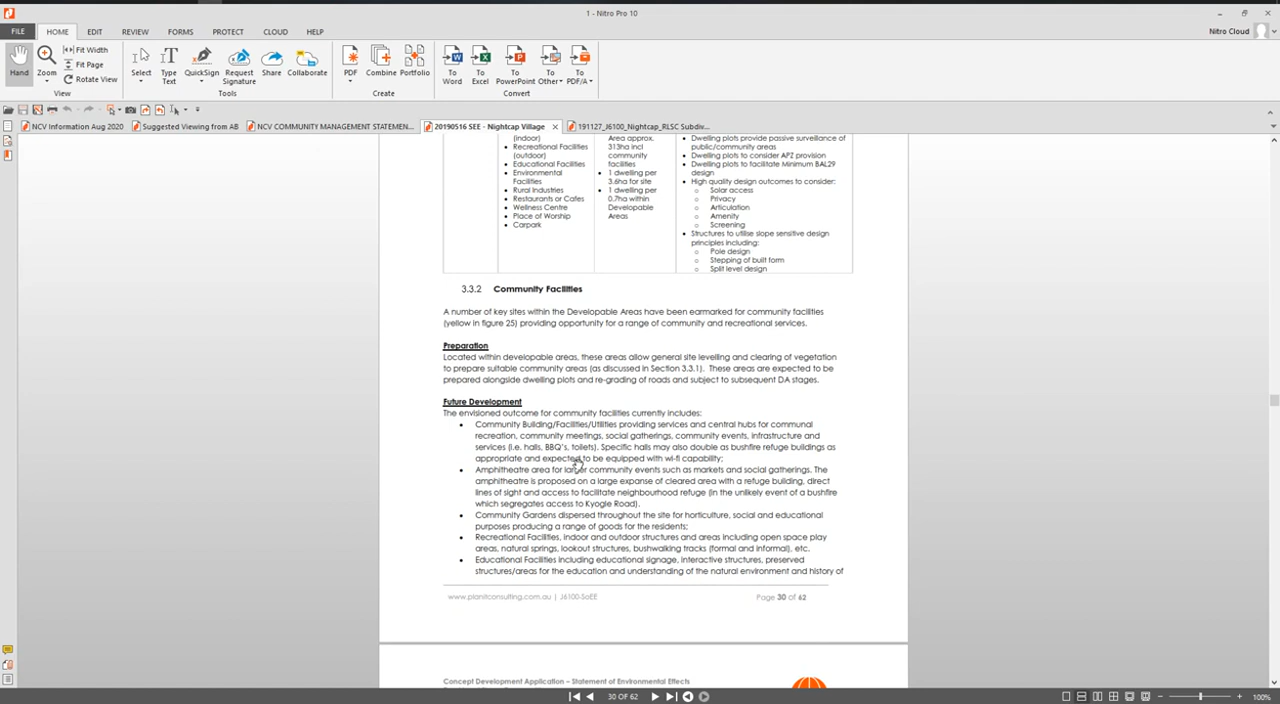 1 - Nitro Pro 10
FILE HOME EDIT REVIEW FORMS PROTECT CLOUD HELP Nitro Cloud
Hand Zoom Fit Width Fit Page Rotate View Select Type Text QuickSign Request Signature Share Collaborate PDF Combine Portfolio To Word To Excel To PowerPoint To Other To PDF/A
View Tools Create Convert
NCV Information Aug 2020 Suggested Viewing from AB NCV COMMUNITY MANAGEMENT STATEMEN... 20190516 SEE - Nightcap Village 191127_J6100_Nightcap_RLSC Subdiv...
(indoor)
• Recreational Facilities
(outdoor)
• Educational Facilities
• Environmental
Facilities
• Rural Industries
• Restaurants or Cafes
• Wellness Centre
• Place of Worship
• Carpark
Area approx.
313ha incl
community
facilities
• 1 dwelling per
3.6ha for site
• 1 dwelling per
0.7ha within
Developable
Areas.
• Dwelling plots provide passive surveillance of
public/community areas
• Dwelling plots to consider APZ provision
• Dwelling plots to facilitate Minimum BAL29
design
• High quality design outcomes to consider:
o Solar access
o Privacy
o Articulation
o Amenity
o Screening
• Structures to utilise slope sensitive design
principles including:
o Pole design
o Stepping of built form
o Split level design
3.3.2 Community Facilities
A number of key sites within the Developable Areas have been earmarked for community facilities
(yellow in figure 25) providing opportunity for a range of community and recreational services.
Preparation
Located within developable areas, these areas allow general site levelling and clearing of vegetation
to prepare suitable community areas (as discussed in Section 3.3.1). These areas are expected to be
prepared alongside dwelling plots and re-grading of roads and subject to subsequent DA stages.
Future Development
The envisioned outcome for community facilities currently includes:
• Community Building/Facilities/Utilities providing services and central hubs for communal
recreation, community meetings, social gatherings, community events, infrastructure and
services (i.e. halls, BBQ's, toilets). Specific halls may also double as bushfire refuge buildings as
appropriate and expected to be equipped with wi-fi capability;
• Amphitheatre area for larger community events such as markets and social gatherings. The
amphitheatre is proposed on a large expanse of cleared area with a refuge building, direct
lines of sight and access to facilitate neighbourhood refuge (in the unlikely event of a bushfire
which segregates access to Kyogle Road).
• Community Gardens dispersed throughout the site for horticulture, social and educational
purposes producing a range of goods for the residents;
• Recreational Facilities, indoor and outdoor structures and areas including open space play
areas, natural springs, lookout structures, bushwalking tracks (formal and informal), etc.
• Educational Facilities including educational signage, interactive structures, preserved
structures/areas for the education and understanding of the natural environment and history of
www.planitconsulting.com.au | J6100-SoEE Page 30 of 62
Concept Development Application – Statement of Environmental Effects
30 OF 62
100%